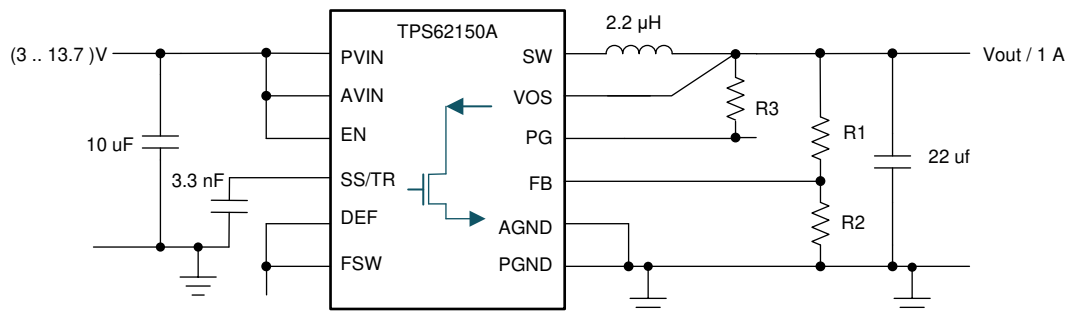 TPS62150A
2.2 µH
(3 .. 13.7 )V
PVIN
SW
Vout / 1 A
AVIN
VOS
R3
10 uF
EN
PG
R1
22 uf
3.3 nF
SS/TR
FB
DEF
AGND
R2
FSW
PGND